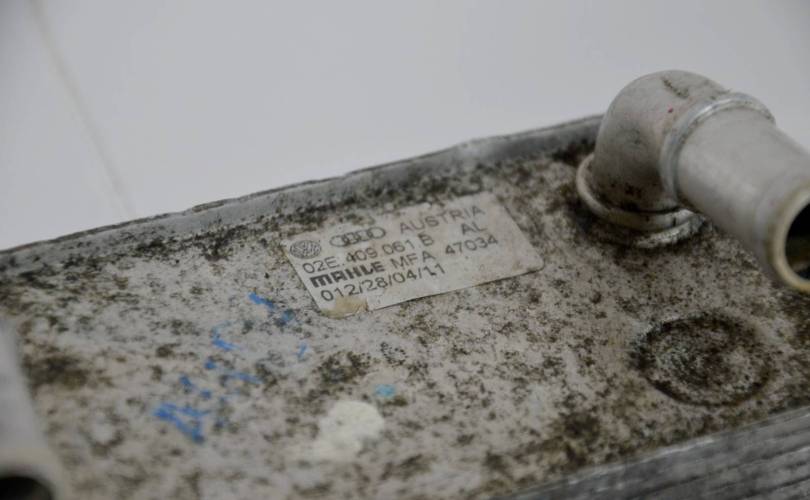 AUSTRIA
02E.409.061 B AL
MAHLE MFA 47034
012/28/04/11